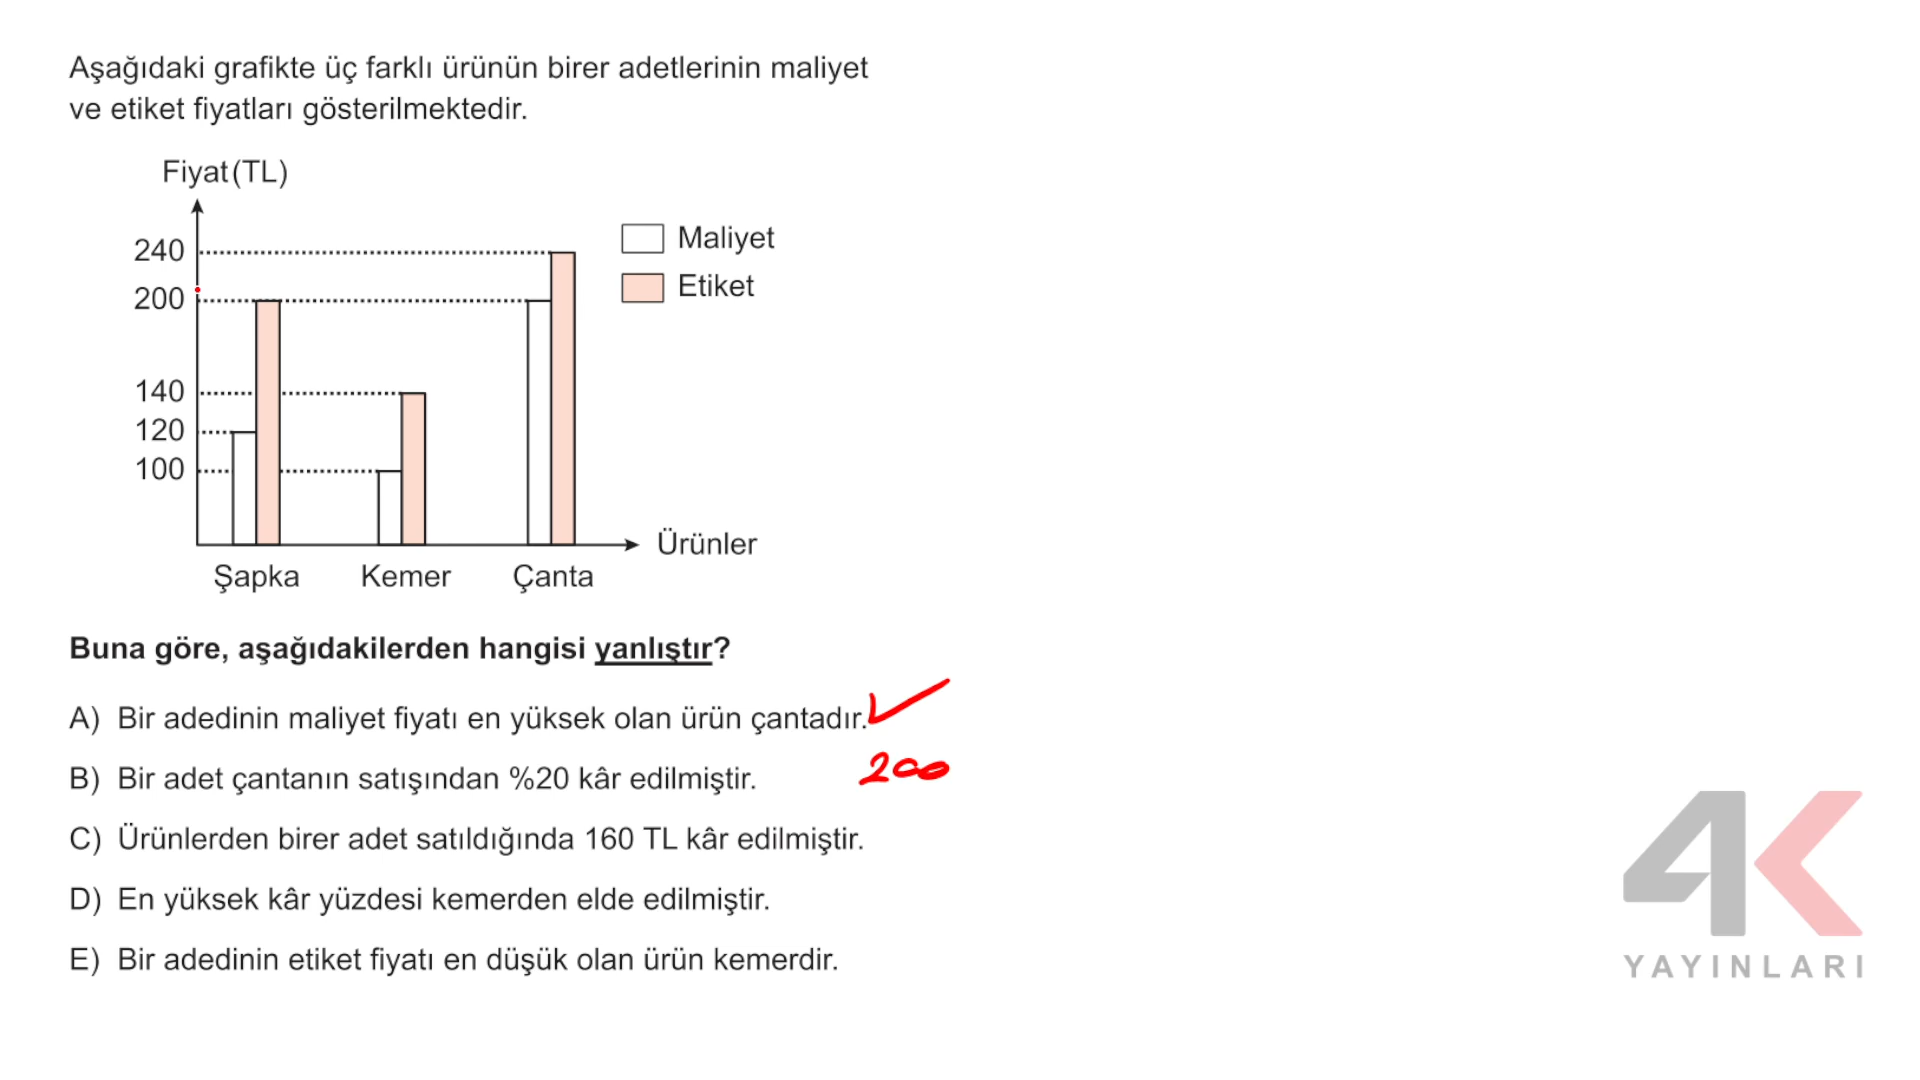 Aşağıdaki grafikte üç farklı ürünün birer adetlerinin maliyet
ve etiket fiyatları gösterilmektedir.
Fiyat (TL)
240
200
140
120
100
Maliyet
Etiket
Ürünler
Şapka Kemer Çanta
Buna göre, aşağıdakilerden hangisi yanlıştır?
A) Bir adedinin maliyet fiyatı en yüksek olan ürün çantadır.
200
B) Bir adet çantanın satışından %20 kâr edilmiştir.
C) Ürünlerden birer adet satıldığında 160 TL kâr edilmiştir.
D) En yüksek kâr yüzdesi kemerden elde edilmiştir.
E) Bir adedinin etiket fiyatı en düşük olan ürün kemerdir.
4K
YAYINLARI